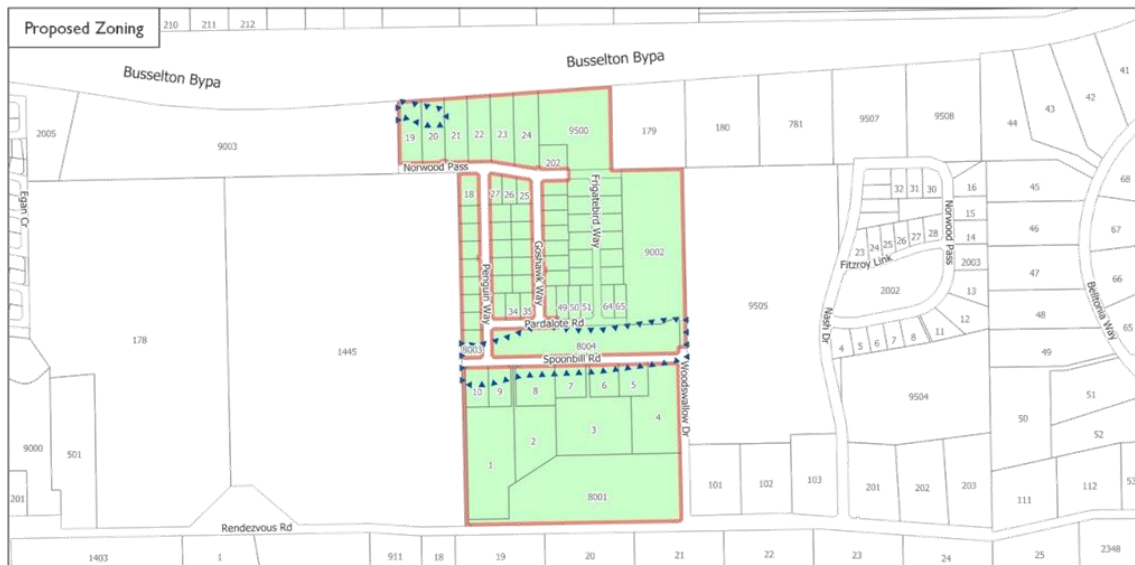 Proposed Zoning
210 211 212
Busselton Bypa
Busselton Bypa
41
42
43
44
9508
9507
781
180
179
9500
24
23
22
21
20
19
202
2005
9003
Egan Cr
Norwood Pass
18
27 26 25
Frigatebird Way
Goshawk Way
Penguin Way
9002
34 35
49 50 51
64 65
Pardalote Rd
8003
8004
Spoonbill Rd
Woodswallow Dr
10 9 8 7 6 5
1 2 3 4
8001
178
1445
9000
501
201
Rendezvous Rd
9505
32 31 30
16
15
14
2003
13
12
11
Norwood Pass
23 24 25 26 27 28
Fitzroy Link
2002
Nash Dr
4 5 6 7 8
9504
45
46
47
48
49
50
51
52
68
67
65
Belltonia Way
101 102 103
201 202 203
111 112 53
1403 1 911 18 19 20 21 22 23 24 25 2348